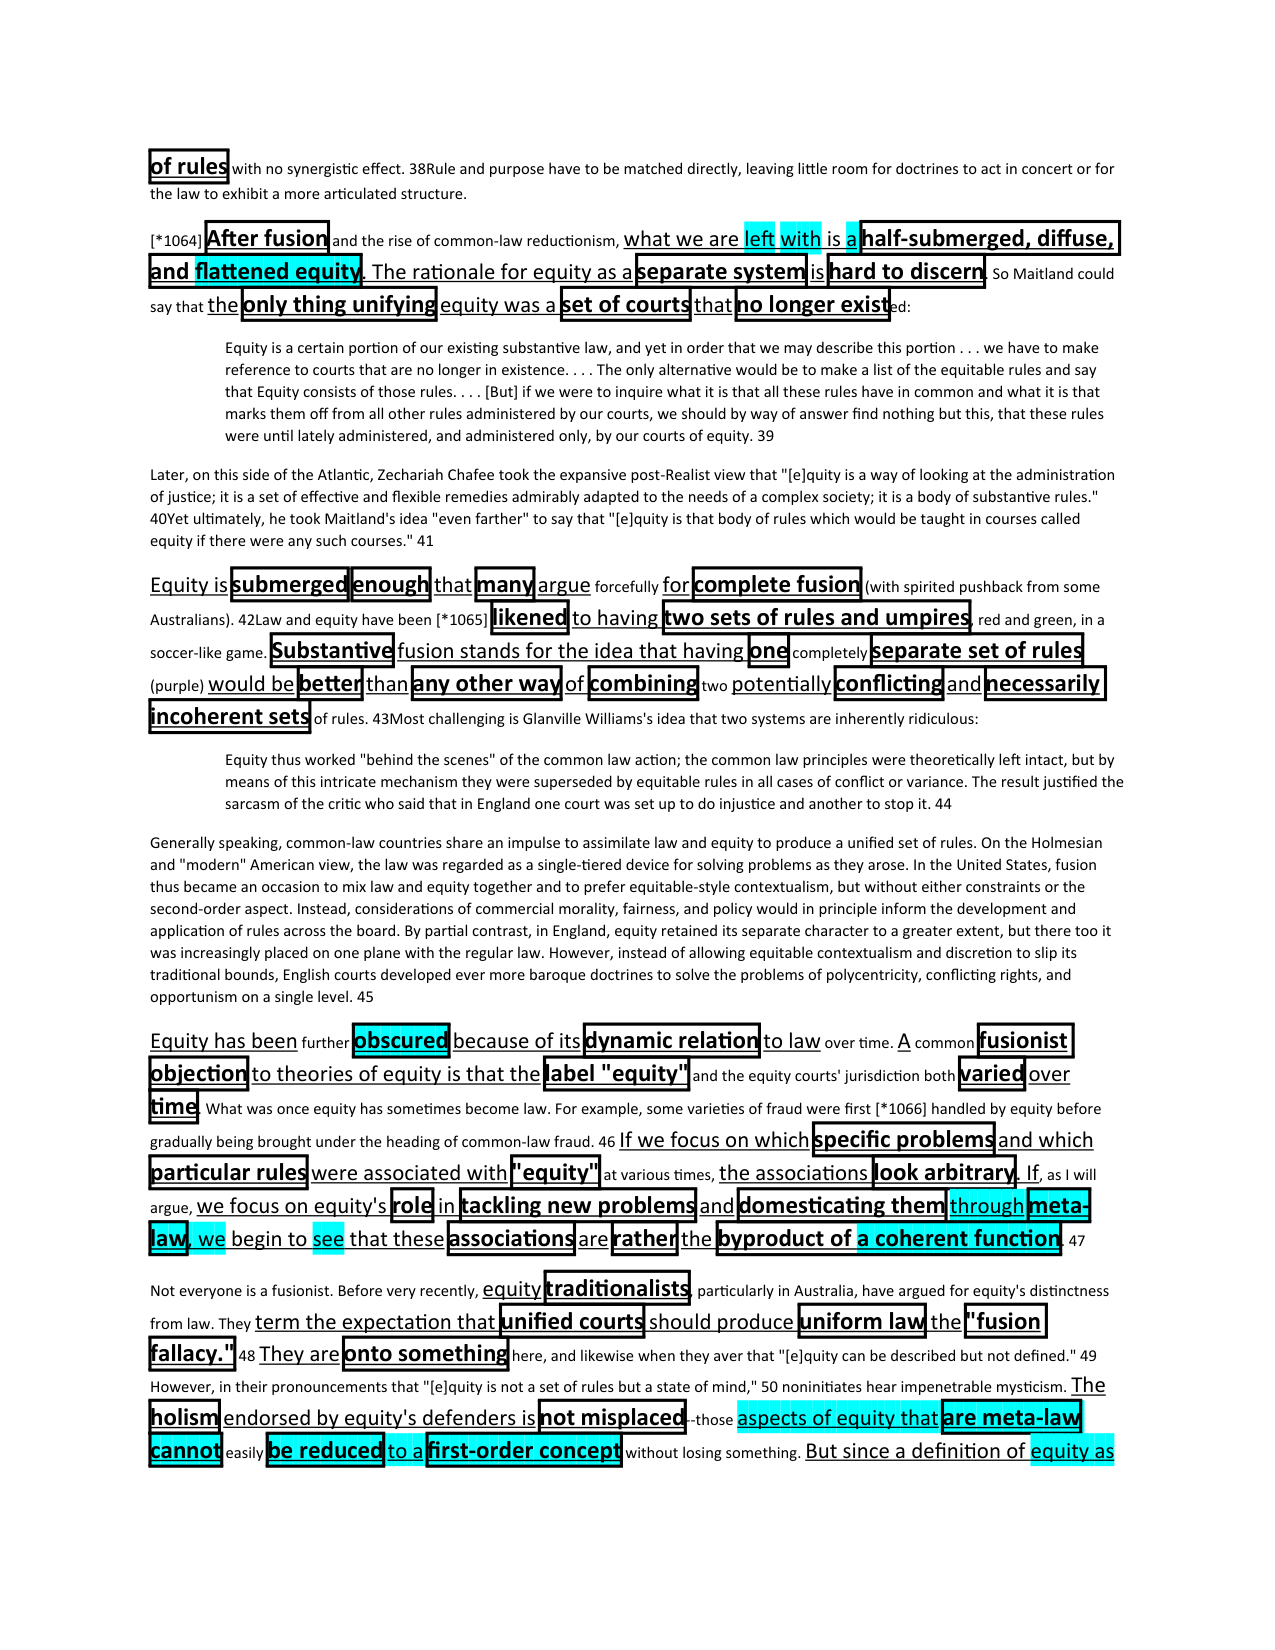 of rules with no synergistic effect. 38Rule and purpose have to be matched directly, leaving little room for doctrines to act in concert or for
the law to exhibit a more articulated structure.
[*1064] After fusion and the rise of common-law reductionism, what we are left with is a half-submerged, diffuse,
and flattened equity. The rationale for equity as a separate system is hard to discern. So Maitland could
say that the only thing unifying equity was a set of courts that no longer existed:
Equity is a certain portion of our existing substantive law, and yet in order that we may describe this portion . . . we have to make
reference to courts that are no longer in existence. . . . The only alternative would be to make a list of the equitable rules and say
that Equity consists of those rules. . . . [But] if we were to inquire what it is that all these rules have in common and what it is that
marks them off from all other rules administered by our courts, we should by way of answer find nothing but this, that these rules
were until lately administered, and administered only, by our courts of equity. 39
Later, on this side of the Atlantic, Zechariah Chafee took the expansive post-Realist view that "[e]quity is a way of looking at the administration
of justice; it is a set of effective and flexible remedies admirably adapted to the needs of a complex society; it is a body of substantive rules."
40Yet ultimately, he took Maitland's idea "even farther" to say that "[e]quity is that body of rules which would be taught in courses called
equity if there were any such courses." 41
Equity is submerged enough that many argue forcefully for complete fusion (with spirited pushback from some
Australians). 42Law and equity have been [*1065] likened to having two sets of rules and umpires, red and green, in a
soccer-like game. Substantive fusion stands for the idea that having one completely separate set of rules
(purple) would be better than any other way of combining two potentially conflicting and necessarily
incoherent sets of rules. 43Most challenging is Glanville Williams's idea that two systems are inherently ridiculous:
Equity thus worked "behind the scenes" of the common law action; the common law principles were theoretically left intact, but by
means of this intricate mechanism they were superseded by equitable rules in all cases of conflict or variance. The result justified the
sarcasm of the critic who said that in England one court was set up to do injustice and another to stop it. 44
Generally speaking, common-law countries share an impulse to assimilate law and equity to produce a unified set of rules. On the Holmesian
and "modern" American view, the law was regarded as a single-tiered device for solving problems as they arose. In the United States, fusion
thus became an occasion to mix law and equity together and to prefer equitable-style contextualism, but without either constraints or the
second-order aspect. Instead, considerations of commercial morality, fairness, and policy would in principle inform the development and
application of rules across the board. By partial contrast, in England, equity retained its separate character to a greater extent, but there too it
was increasingly placed on one plane with the regular law. However, instead of allowing equitable contextualism and discretion to slip its
traditional bounds, English courts developed ever more baroque doctrines to solve the problems of polycentricity, conflicting rights, and
opportunism on a single level. 45
Equity has been further obscured because of its dynamic relation to law over time. A common fusionist
objection to theories of equity is that the label "equity" and the equity courts' jurisdiction both varied over
time. What was once equity has sometimes become law. For example, some varieties of fraud were first [*1066] handled by equity before
gradually being brought under the heading of common-law fraud. 46 If we focus on which specific problems and which
particular rules were associated with "equity" at various times, the associations look arbitrary. If, as I will
argue, we focus on equity's role in tackling new problems and domesticating them through meta-
law, we begin to see that these associations are rather the byproduct of a coherent function. 47
Not everyone is a fusionist. Before very recently, equity traditionalists, particularly in Australia, have argued for equity's distinctness
from law. They term the expectation that unified courts should produce uniform law the "fusion
fallacy." 48 They are onto something here, and likewise when they aver that "[e]quity can be described but not defined." 49
However, in their pronouncements that "[e]quity is not a set of rules but a state of mind," 50 noninitiates hear impenetrable mysticism. The
holism endorsed by equity's defenders is not misplaced--those aspects of equity that are meta-law
cannot easily be reduced to a first-order concept without losing something. But since a definition of equity as